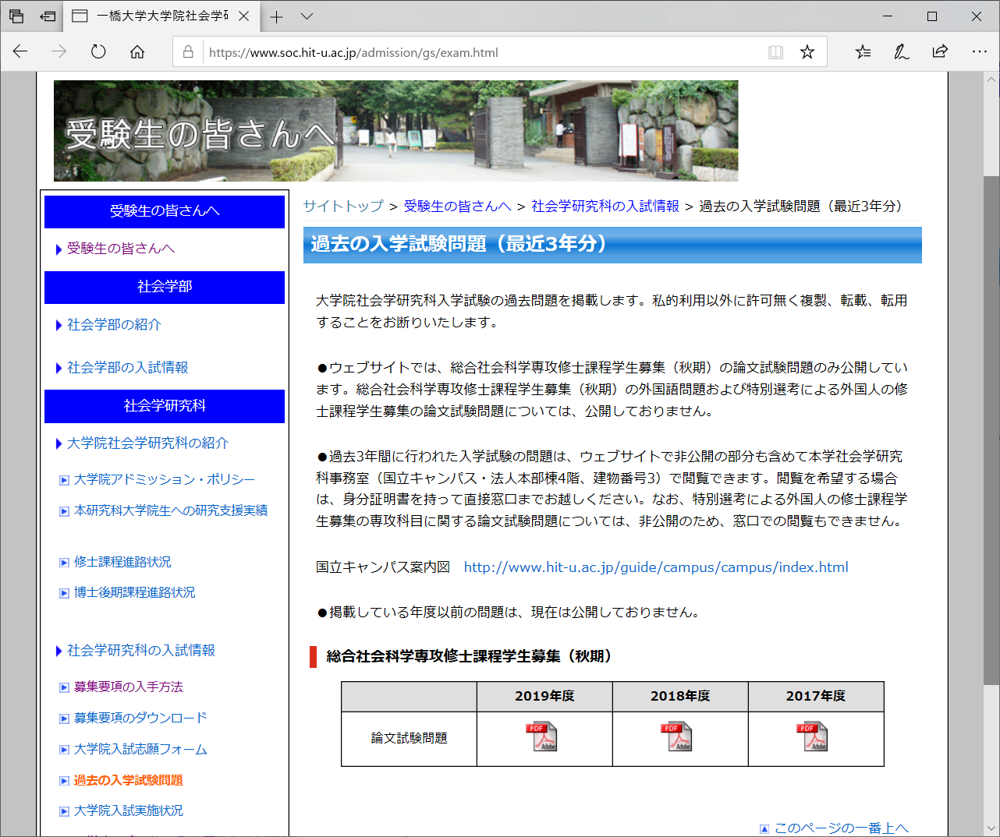 一橋大学大学院社会学研
https://www.soc.hit-u.ac.jp/admission/gs/exam.html
受験生の皆さんへ
受験生の皆さんへ
受験生の皆さんへ
社会学部
社会学部の紹介
社会学部の入試情報
社会学研究科
大学院社会学研究科の紹介
大学院アドミッション・ポリシー
本研究科大学院生への研究支援実績
修士課程進路状況
博士後期課程進路状況
社会学研究科の入試情報
募集要項の入手方法
募集要項のダウンロード
大学院入試志願フォーム
過去の入学試験問題
大学院入試実施状況
サイトトップ > 受験生の皆さんへ > 社会学研究科の入試情報 > 過去の入学試験問題（最近3年分）
過去の入学試験問題（最近3年分）
大学院社会学研究科入学試験の過去問題を掲載します。私的利用以外に許可無く複製、転載、転用
することをお断りいたします。
●ウェブサイトでは、総合社会科学専攻修士課程学生募集（秋期）の論文試験問題のみ公開してい
ます。総合社会科学専攻修士課程学生募集（秋期）の外国語問題および特別選考による外国人の修
士課程学生募集の論文試験問題については、公開しておりません。
●過去3年間に行われた入学試験の問題は、ウェブサイトで非公開の部分も含めて本学社会学研究
科事務室（国立キャンパス・法人本部棟4階、建物番号3）で閲覧できます。閲覧を希望する場合
は、身分証明書を持って直接窓口までお越しください。なお、特別選考による外国人の修士課程学
生募集の専攻科目に関する論文試験問題については、非公開のため、窓口での閲覧もできません。
国立キャンパス案内図　http://www.hit-u.ac.jp/guide/campus/campus/index.html
●掲載している年度以前の問題は、現在は公開しておりません。
総合社会科学専攻修士課程学生募集（秋期）
2019年度 2018年度 2017年度
論文試験問題
PDF Adobe PDF Adobe PDF Adobe
このページの一番上へ